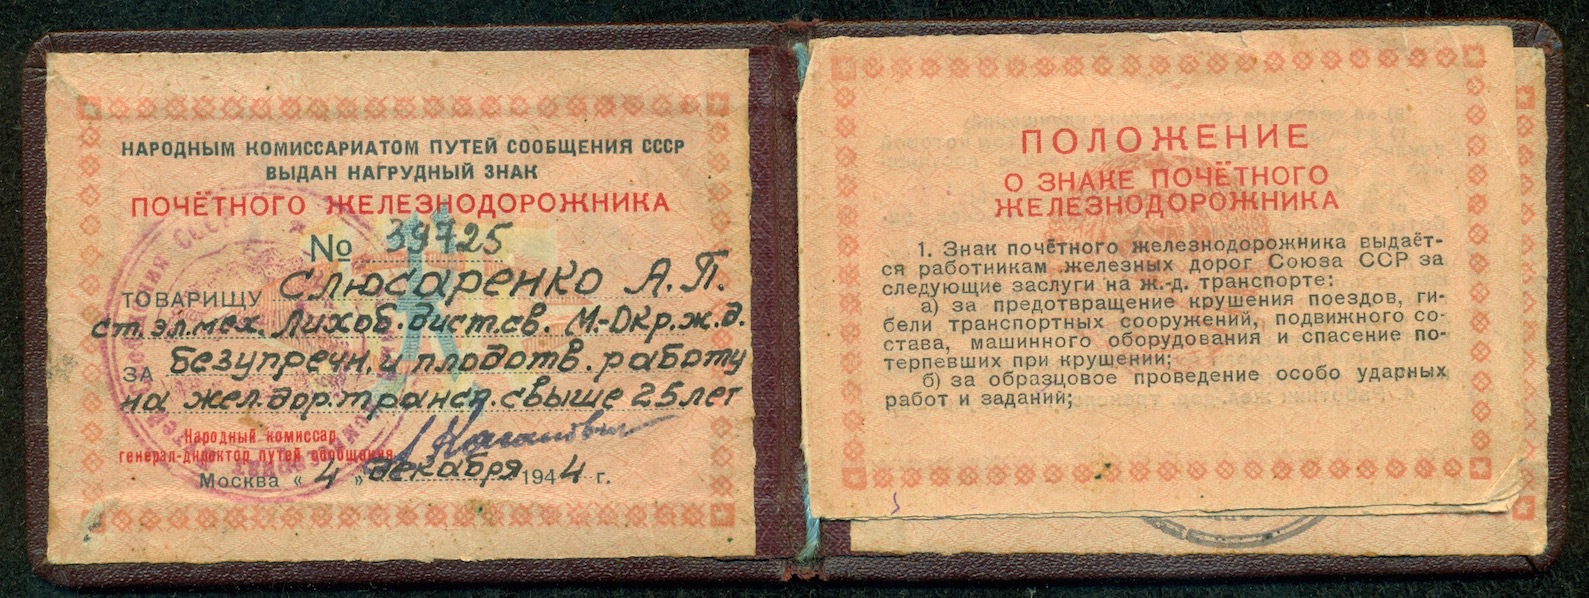 НАРОДНЫМ КОМИССАРИАТОМ ПУТЕЙ СООБЩЕНИЯ СССР
ВЫДАН НАГРУДНЫЙ ЗНАК
ПОЧЁТНОГО ЖЕЛЕЗНОДОРОЖНИКА
№ 39725
ТОВАРИЩУ Слюсаренко А.П.
ст.эл.мех. Лихоб.дист.св. М-Окр.ж.д.
ЗА безупречн.и плодотв.работу
на жел.дор.трансп.свыше 25 лет
Народный комиссар
генерал-директор путей сообщения
Л Каганович
Москва « 4 » декабря 1944 г.
ПОЛОЖЕНИЕ
О ЗНАКЕ ПОЧЁТНОГО
ЖЕЛЕЗНОДОРОЖНИКА
1. Знак почётного железнодорожника выдаёт-
ся работникам железных дорог Союза ССР за
следующие заслуги на ж.-д. транспорте:
а) за предотвращение крушения поездов, ги-
бели транспортных сооружений, подвижного со-
става, машинного оборудования и спасение по-
терпевших при крушении;
б) за образцовое проведение особо ударных
работ и заданий;